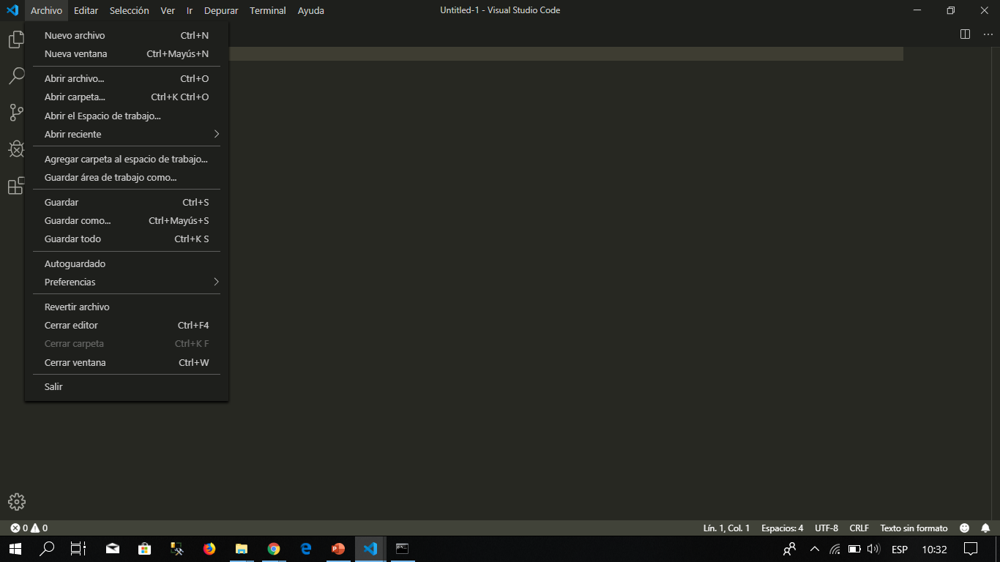 Archivo Editar Selección Ver Ir Depurar Terminal Ayuda Untitled-1 - Visual Studio Code
Nuevo archivo Ctrl+N
Nueva ventana Ctrl+Mayús+N
Abrir archivo... Ctrl+O
Abrir carpeta... Ctrl+K Ctrl+O
Abrir el Espacio de trabajo...
Abrir reciente
Agregar carpeta al espacio de trabajo...
Guardar área de trabajo como...
Guardar Ctrl+S
Guardar como... Ctrl+Mayús+S
Guardar todo Ctrl+K S
Autoguardado
Preferencias
Revertir archivo
Cerrar editor Ctrl+F4
Cerrar carpeta Ctrl+K F
Cerrar ventana Ctrl+W
Salir
0 0 Lín. 1, Col. 1 Espacios: 4 UTF-8 CRLF Texto sin formato
ESP 10:32